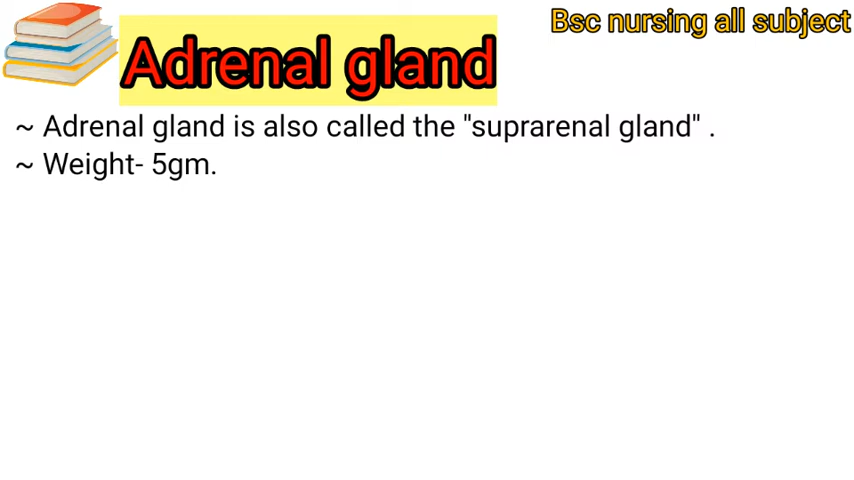 Bsc nursing all subject
Adrenal gland
~ Adrenal gland is also called the "suprarenal gland" .
~ Weight- 5gm.